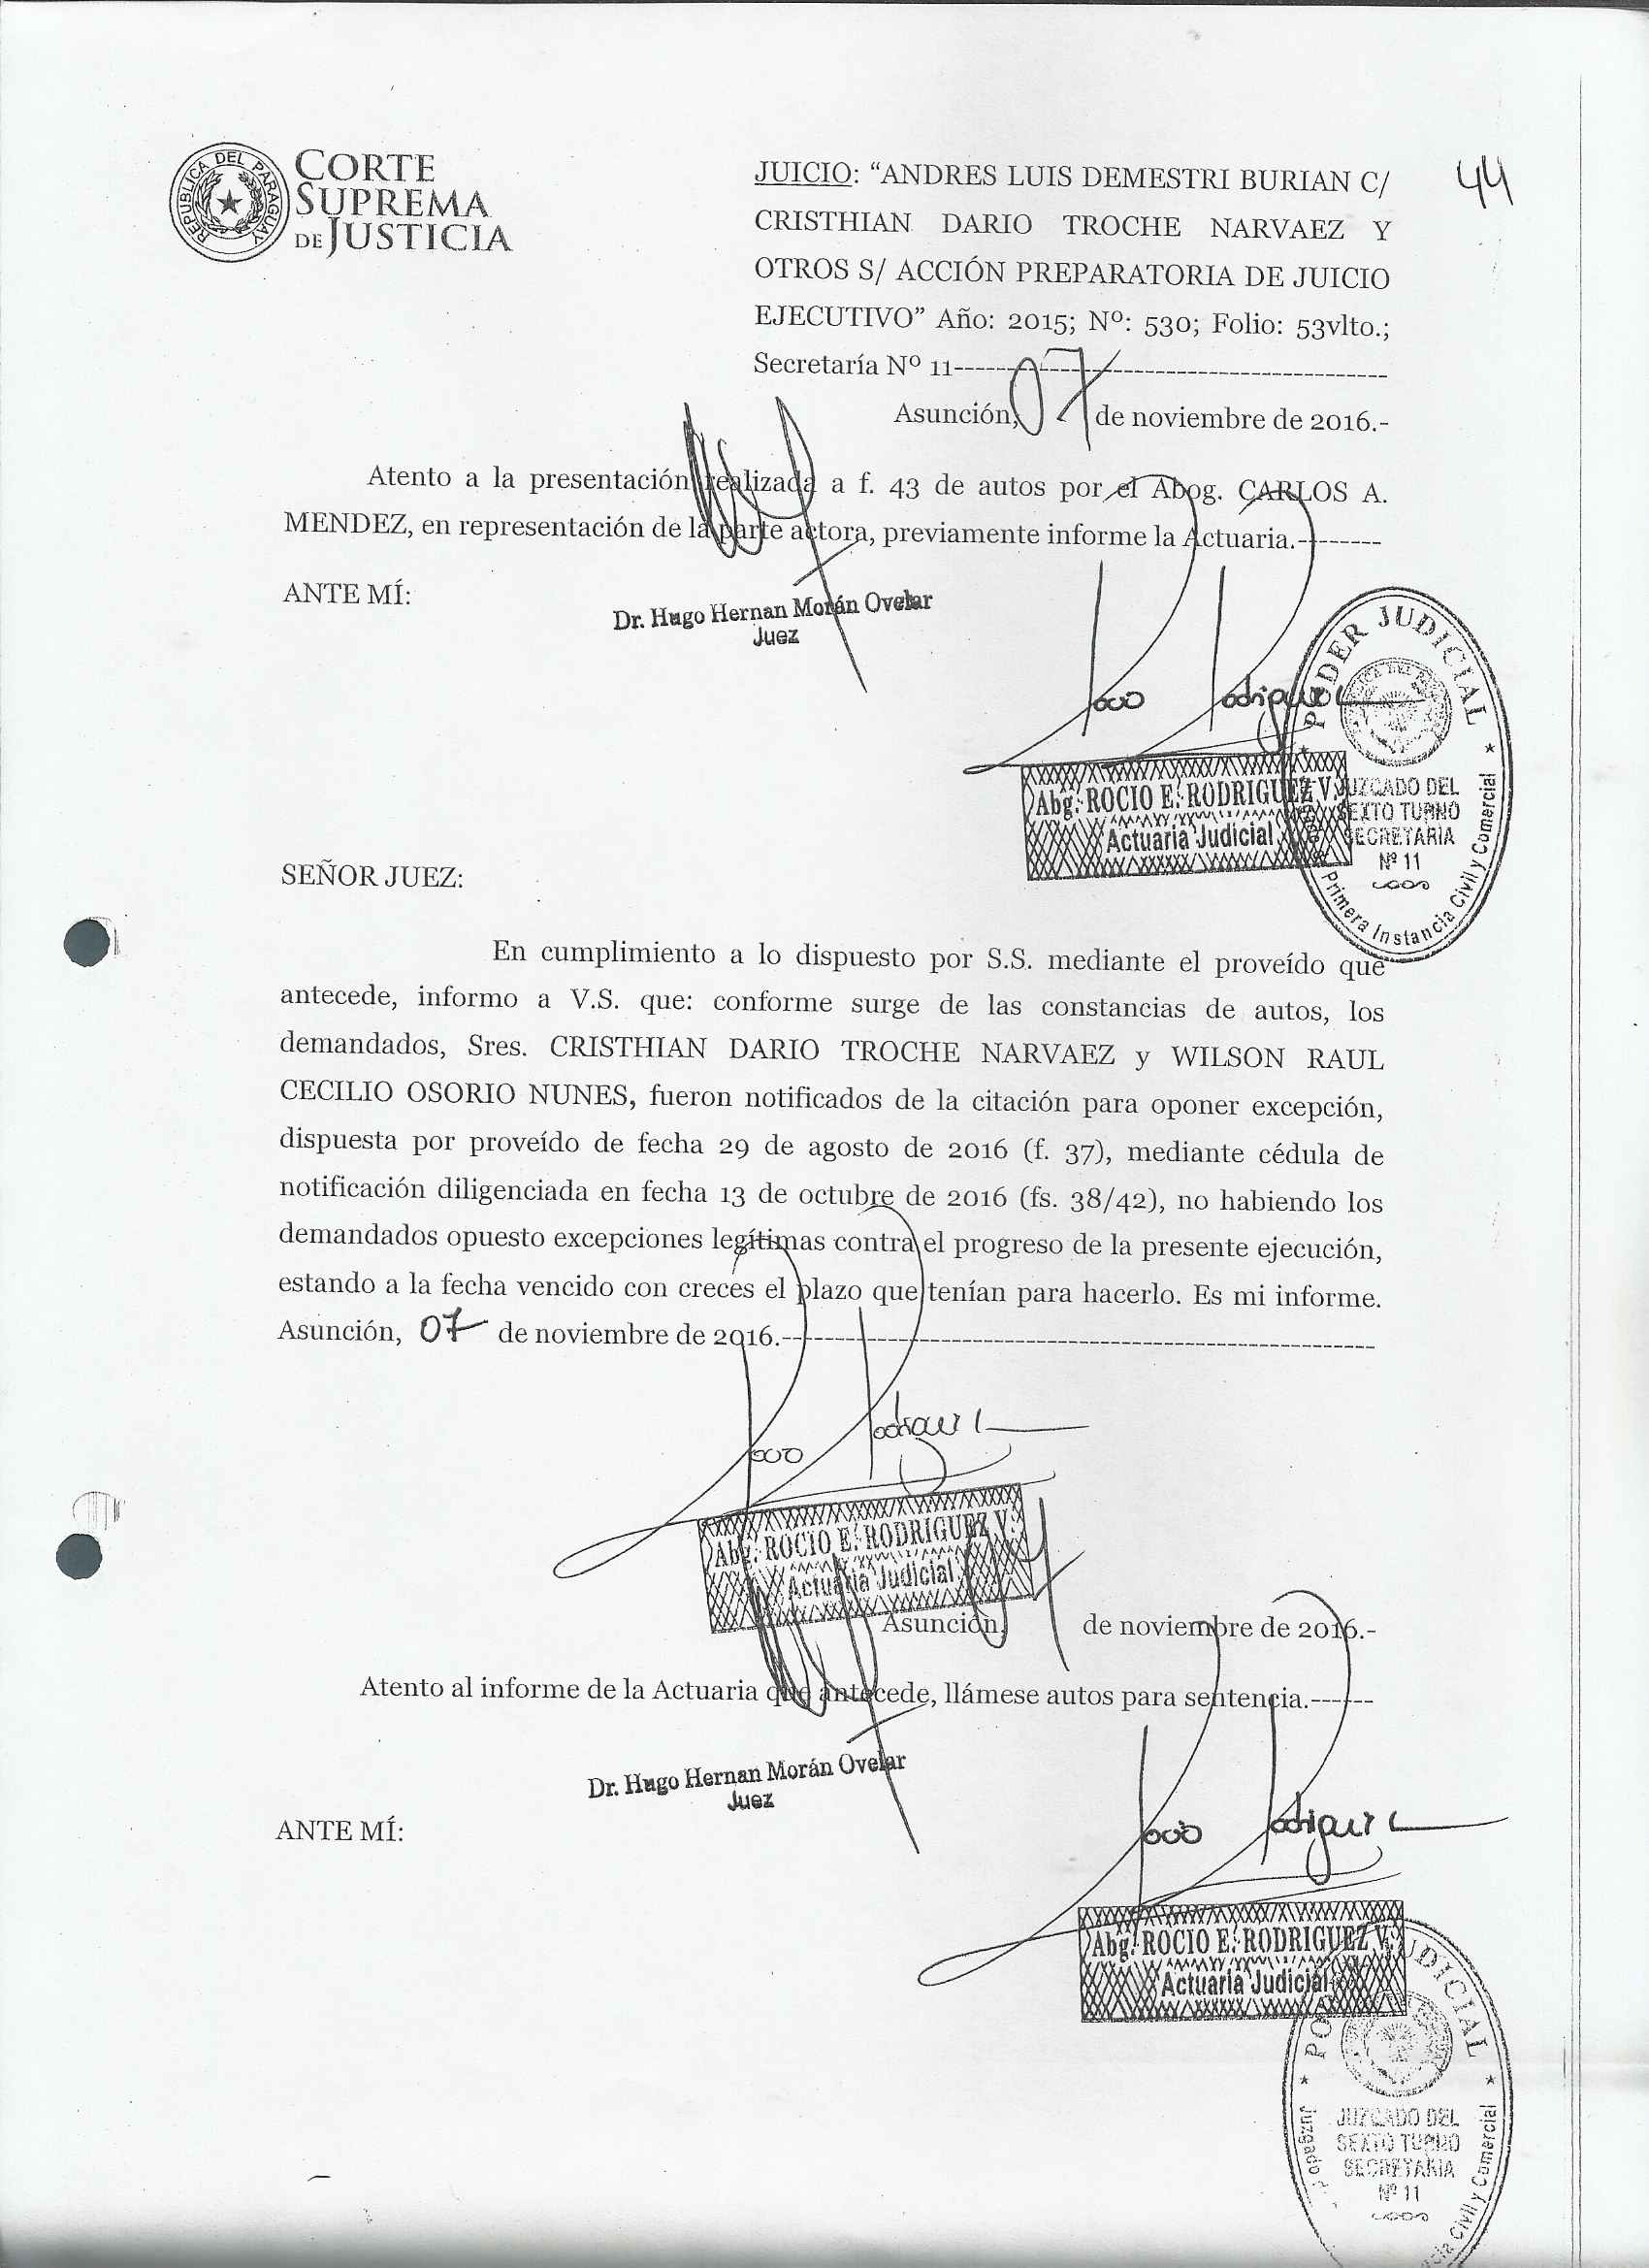 REPUBLICA DEL PARAGUAY
CORTE
SUPREMA
DE JUSTICIA
44
JUICIO: “ANDRES LUIS DEMESTRI BURIAN C/
CRISTHIAN DARIO TROCHE NARVAEZ Y
OTROS S/ ACCIÓN PREPARATORIA DE JUICIO
EJECUTIVO” Año: 2015; Nº: 530; Folio: 53vlto.;
Secretaría Nº 11--------------------------------------------
Asunción, 07 de noviembre de 2016.-
Atento a la presentación realizada a f. 43 de autos por el Abog. CARLOS A.
MENDEZ, en representación de la parte actora, previamente informe la Actuaria.--------
ANTE MÍ:
Dr. Hugo Hernan Morán Ovelar
Juez
Rocio Rodriguez
Abg. ROCIO E. RODRIGUEZ V.
Actuaria Judicial
PODER JUDICIAL
JUZGADO DEL
SEXTO TURNO
SECRETARIA
Nº 11
Primera Instancia Civil y Comercial
SEÑOR JUEZ:
En cumplimiento a lo dispuesto por S.S. mediante el proveído que
antecede, informo a V.S. que: conforme surge de las constancias de autos, los
demandados, Sres. CRISTHIAN DARIO TROCHE NARVAEZ y WILSON RAUL
CECILIO OSORIO NUNES, fueron notificados de la citación para oponer excepción,
dispuesta por proveído de fecha 29 de agosto de 2016 (f. 37), mediante cédula de
notificación diligenciada en fecha 13 de octubre de 2016 (fs. 38/42), no habiendo los
demandados opuesto excepciones legítimas contra el progreso de la presente ejecución,
estando a la fecha vencido con creces el plazo que tenían para hacerlo. Es mi informe.
Asunción, 07 de noviembre de 2016.------------------------------------------------------------
Rocio Rodriguez
Abg. ROCIO E. RODRIGUEZ V.
Actuaria Judicial
Asunción, 07 de noviembre de 2016.-
Atento al informe de la Actuaria que antecede, llámese autos para sentencia.------
Dr. Hugo Hernan Morán Ovelar
Juez
ANTE MÍ:
Rocio Rodriguez
Abg. ROCIO E. RODRIGUEZ V.
Actuaria Judicial
JUDICIAL
JUZGADO DEL
SEXTO TURNO
SECRETARIA
Nº 11
Juzgado
Civil y Comercial